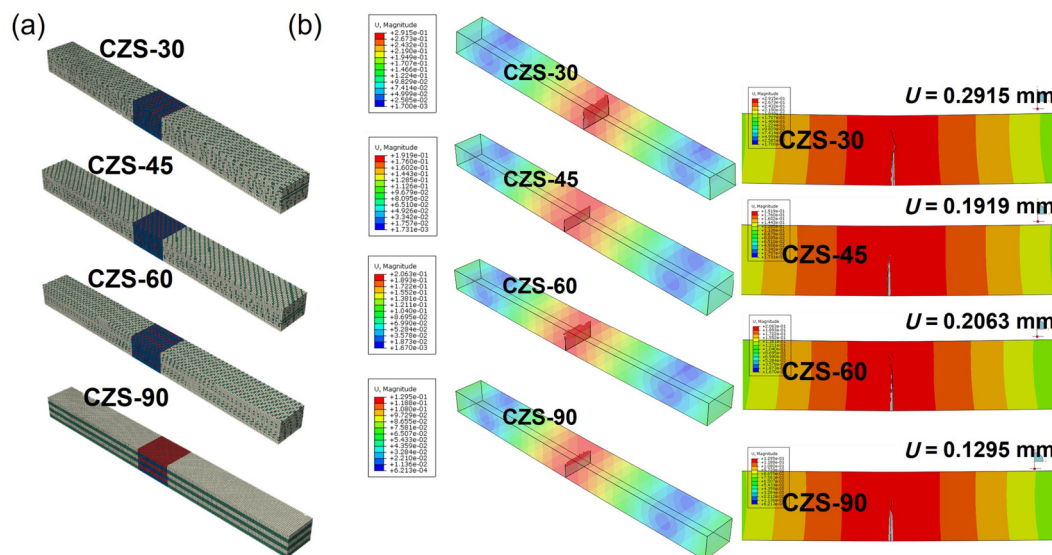 (a)
CZS-30
CZS-45
CZS-60
CZS-90
(b)
U, Magnitude
+2.915e-01
+2.673e-01
+2.432e-01
+2.190e-01
+1.949e-01
+1.707e-01
+1.466e-01
+1.224e-01
+9.829e-02
+7.414e-02
+4.999e-02
+2.585e-02
+1.700e-03
CZS-30
U, Magnitude
+1.919e-01
+1.760e-01
+1.602e-01
+1.443e-01
+1.285e-01
+1.126e-01
+9.679e-02
+8.095e-02
+6.510e-02
+4.926e-02
+3.342e-02
+1.757e-02
+1.731e-03
CZS-45
U, Magnitude
+2.063e-01
+1.893e-01
+1.722e-01
+1.552e-01
+1.381e-01
+1.211e-01
+1.040e-01
+8.695e-02
+6.990e-02
+5.284e-02
+3.578e-02
+1.873e-02
+1.670e-03
CZS-60
U, Magnitude
+1.295e-01
+1.188e-01
+1.080e-01
+9.729e-02
+8.655e-02
+7.581e-02
+6.507e-02
+5.433e-02
+4.359e-02
+3.284e-02
+2.210e-02
+1.136e-02
+6.213e-04
CZS-90
U = 0.2915 mm
U, Magnitude
CZS-30
U = 0.1919 mm
U, Magnitude
CZS-45
U = 0.2063 mm
U, Magnitude
CZS-60
U = 0.1295 mm
U, Magnitude
CZS-90